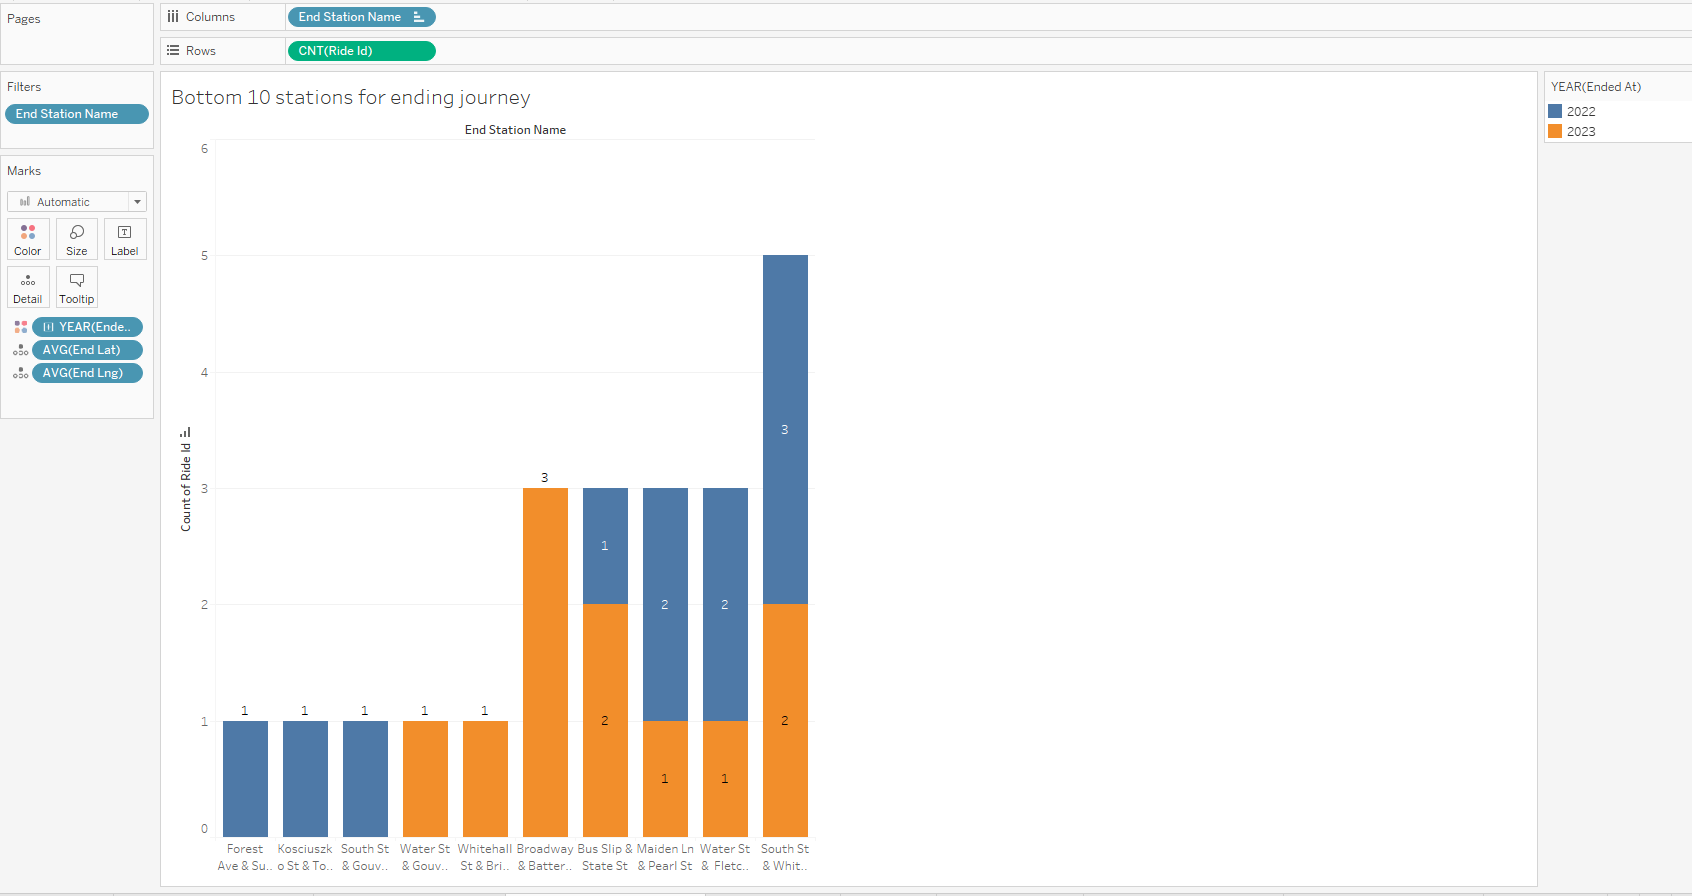 Pages
Columns
End Station Name
Rows
CNT(Ride Id)
Filters
End Station Name
Marks
Automatic
Color
Size
Label
Detail
Tooltip
YEAR(Ende..
AVG(End Lat)
AVG(End Lng)
Bottom 10 stations for ending journey
End Station Name
Count of Ride Id
6
5
4
3
2
1
0
1
1
1
1
1
3
1
2
2
1
2
1
3
2
Forest
Ave & Su..
Kosciuszk
o St & To..
South St
& Gouv..
Water St
& Gouv..
Whitehall
St & Bri..
Broadway
& Batter..
Bus Slip &
State St
Maiden Ln
& Pearl St
Water St
& Fletc..
South St
& Whit..
YEAR(Ended At)
2022
2023